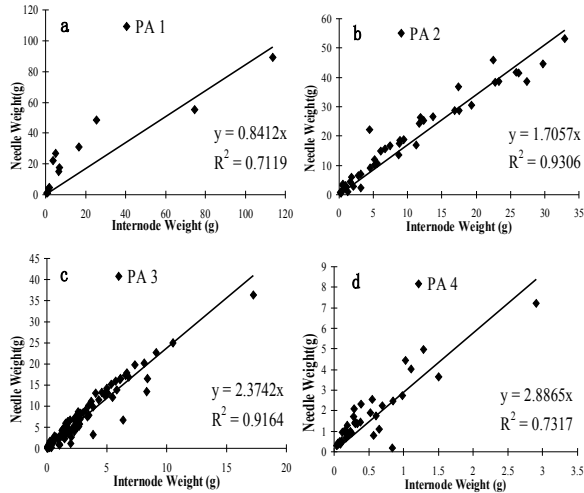 a ◆ PA 1
Needle Weight(g)
120
100
80
60
40
20
0
y = 0.8412x
R² = 0.7119
0 20 40 60 80 100 120
Internode Weight (g)
b ◆ PA 2
Needle Weight(g)
60
50
40
30
20
10
0
y = 1.7057x
R² = 0.9306
0 5 10 15 20 25 30 35
Internode Weight (g)
c ◆ PA 3
Needle Weight(g)
45
40
35
30
25
20
15
10
5
0
y = 2.3742x
R² = 0.9164
0 5 10 15 20
Internode Weight (g)
d ◆ PA 4
Needle Weight(g)
9
8
7
6
5
4
3
2
1
0
y = 2.8865x
R² = 0.7317
0 0.5 1 1.5 2 2.5 3 3.5
Internode Weight (g)